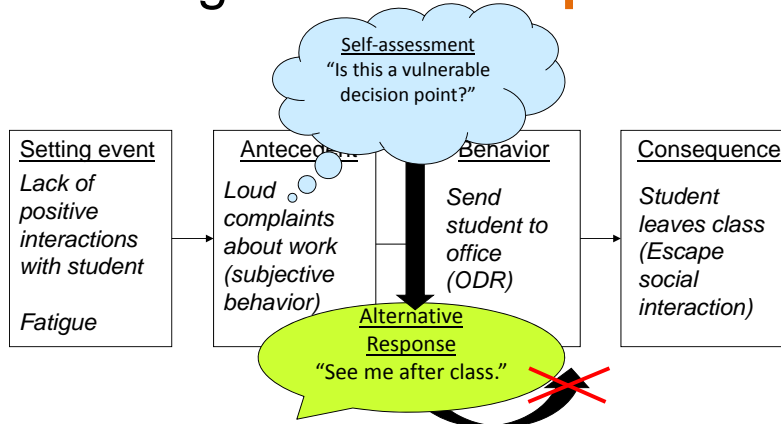 Self-assessment
“Is this a vulnerable
decision point?”
Setting event
Lack of
positive
interactions
with student
Fatigue
Antecedent
Loud
complaints
about work
(subjective
behavior)
Behavior
Send
student to
office
(ODR)
Consequence
Student
leaves class
(Escape
social
interaction)
Alternative
Response
“See me after class.”